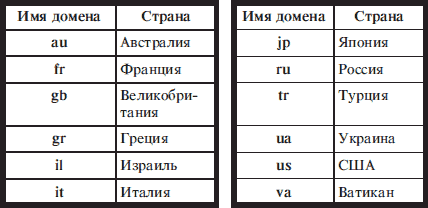 Имя домена Страна
au Австралия
fr Франция
gb Великобри-
тания
gr Греция
il Израиль
it Италия
Имя домена Страна
jp Япония
ru Россия
tr Турция
ua Украина
us США
va Ватикан